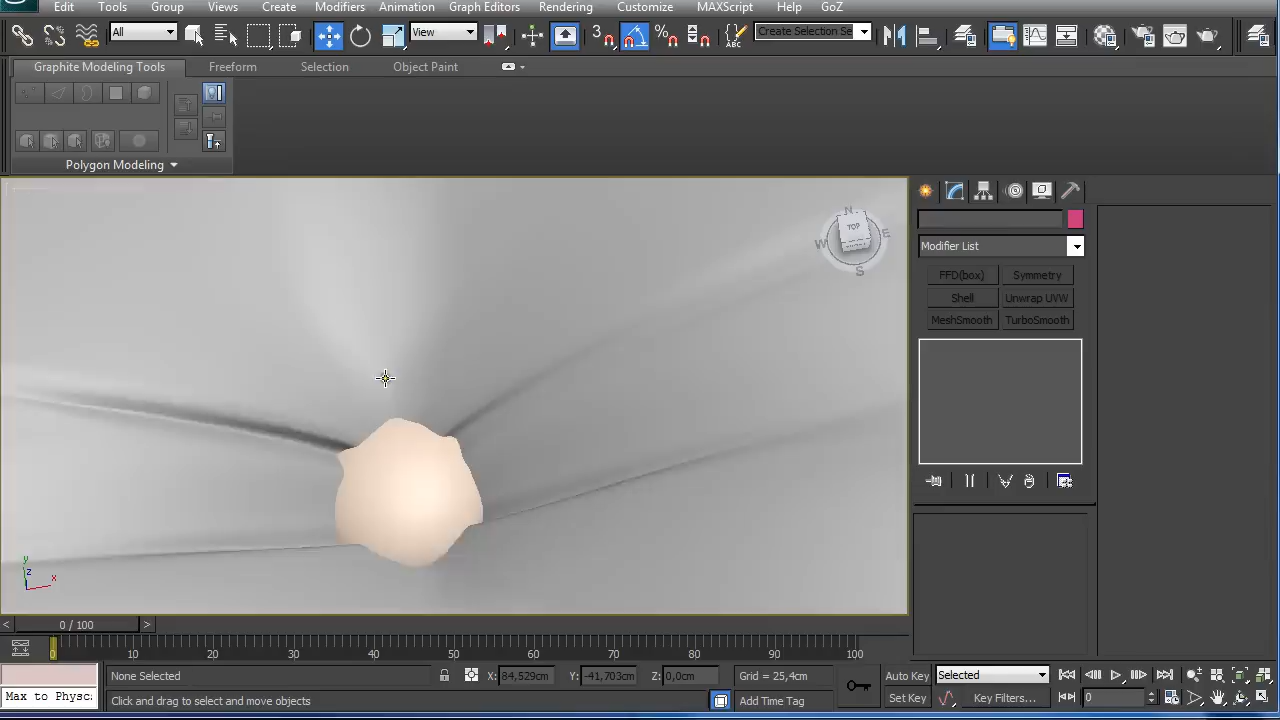 Edit Tools Group Views Create Modifiers Animation Graph Editors Rendering Customize MAXScript Help GoZ
All View 3 Create Selection Se
Graphite Modeling Tools Freeform Selection Object Paint
Polygon Modeling
N
W TOP E
S
Modifier List
FFD(box) Symmetry
Shell Unwrap UVW
MeshSmooth TurboSmooth
y
z x
< 0 / 100 >
0 10 20 30 40 50 60 70 80 90 100
None Selected X: 84,529cm Y: -41,703cm Z: 0,0cm Grid = 25,4cm Auto Key Selected
Max to Physc: Click and drag to select and move objects Add Time Tag Set Key Key Filters... 0